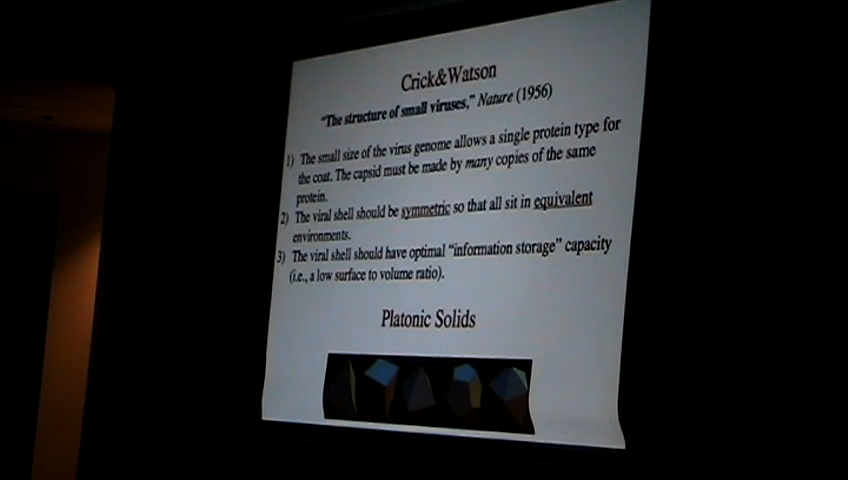 Crick&Watson
"The structure of small viruses," Nature (1956)
1) The small size of the virus genome allows a single protein type for
the coat. The capsid must be made by many copies of the same
protein.
2) The viral shell should be symmetric so that all sit in equivalent
environments.
3) The viral shell should have optimal "information storage" capacity
(i.e., a low surface to volume ratio).
Platonic Solids